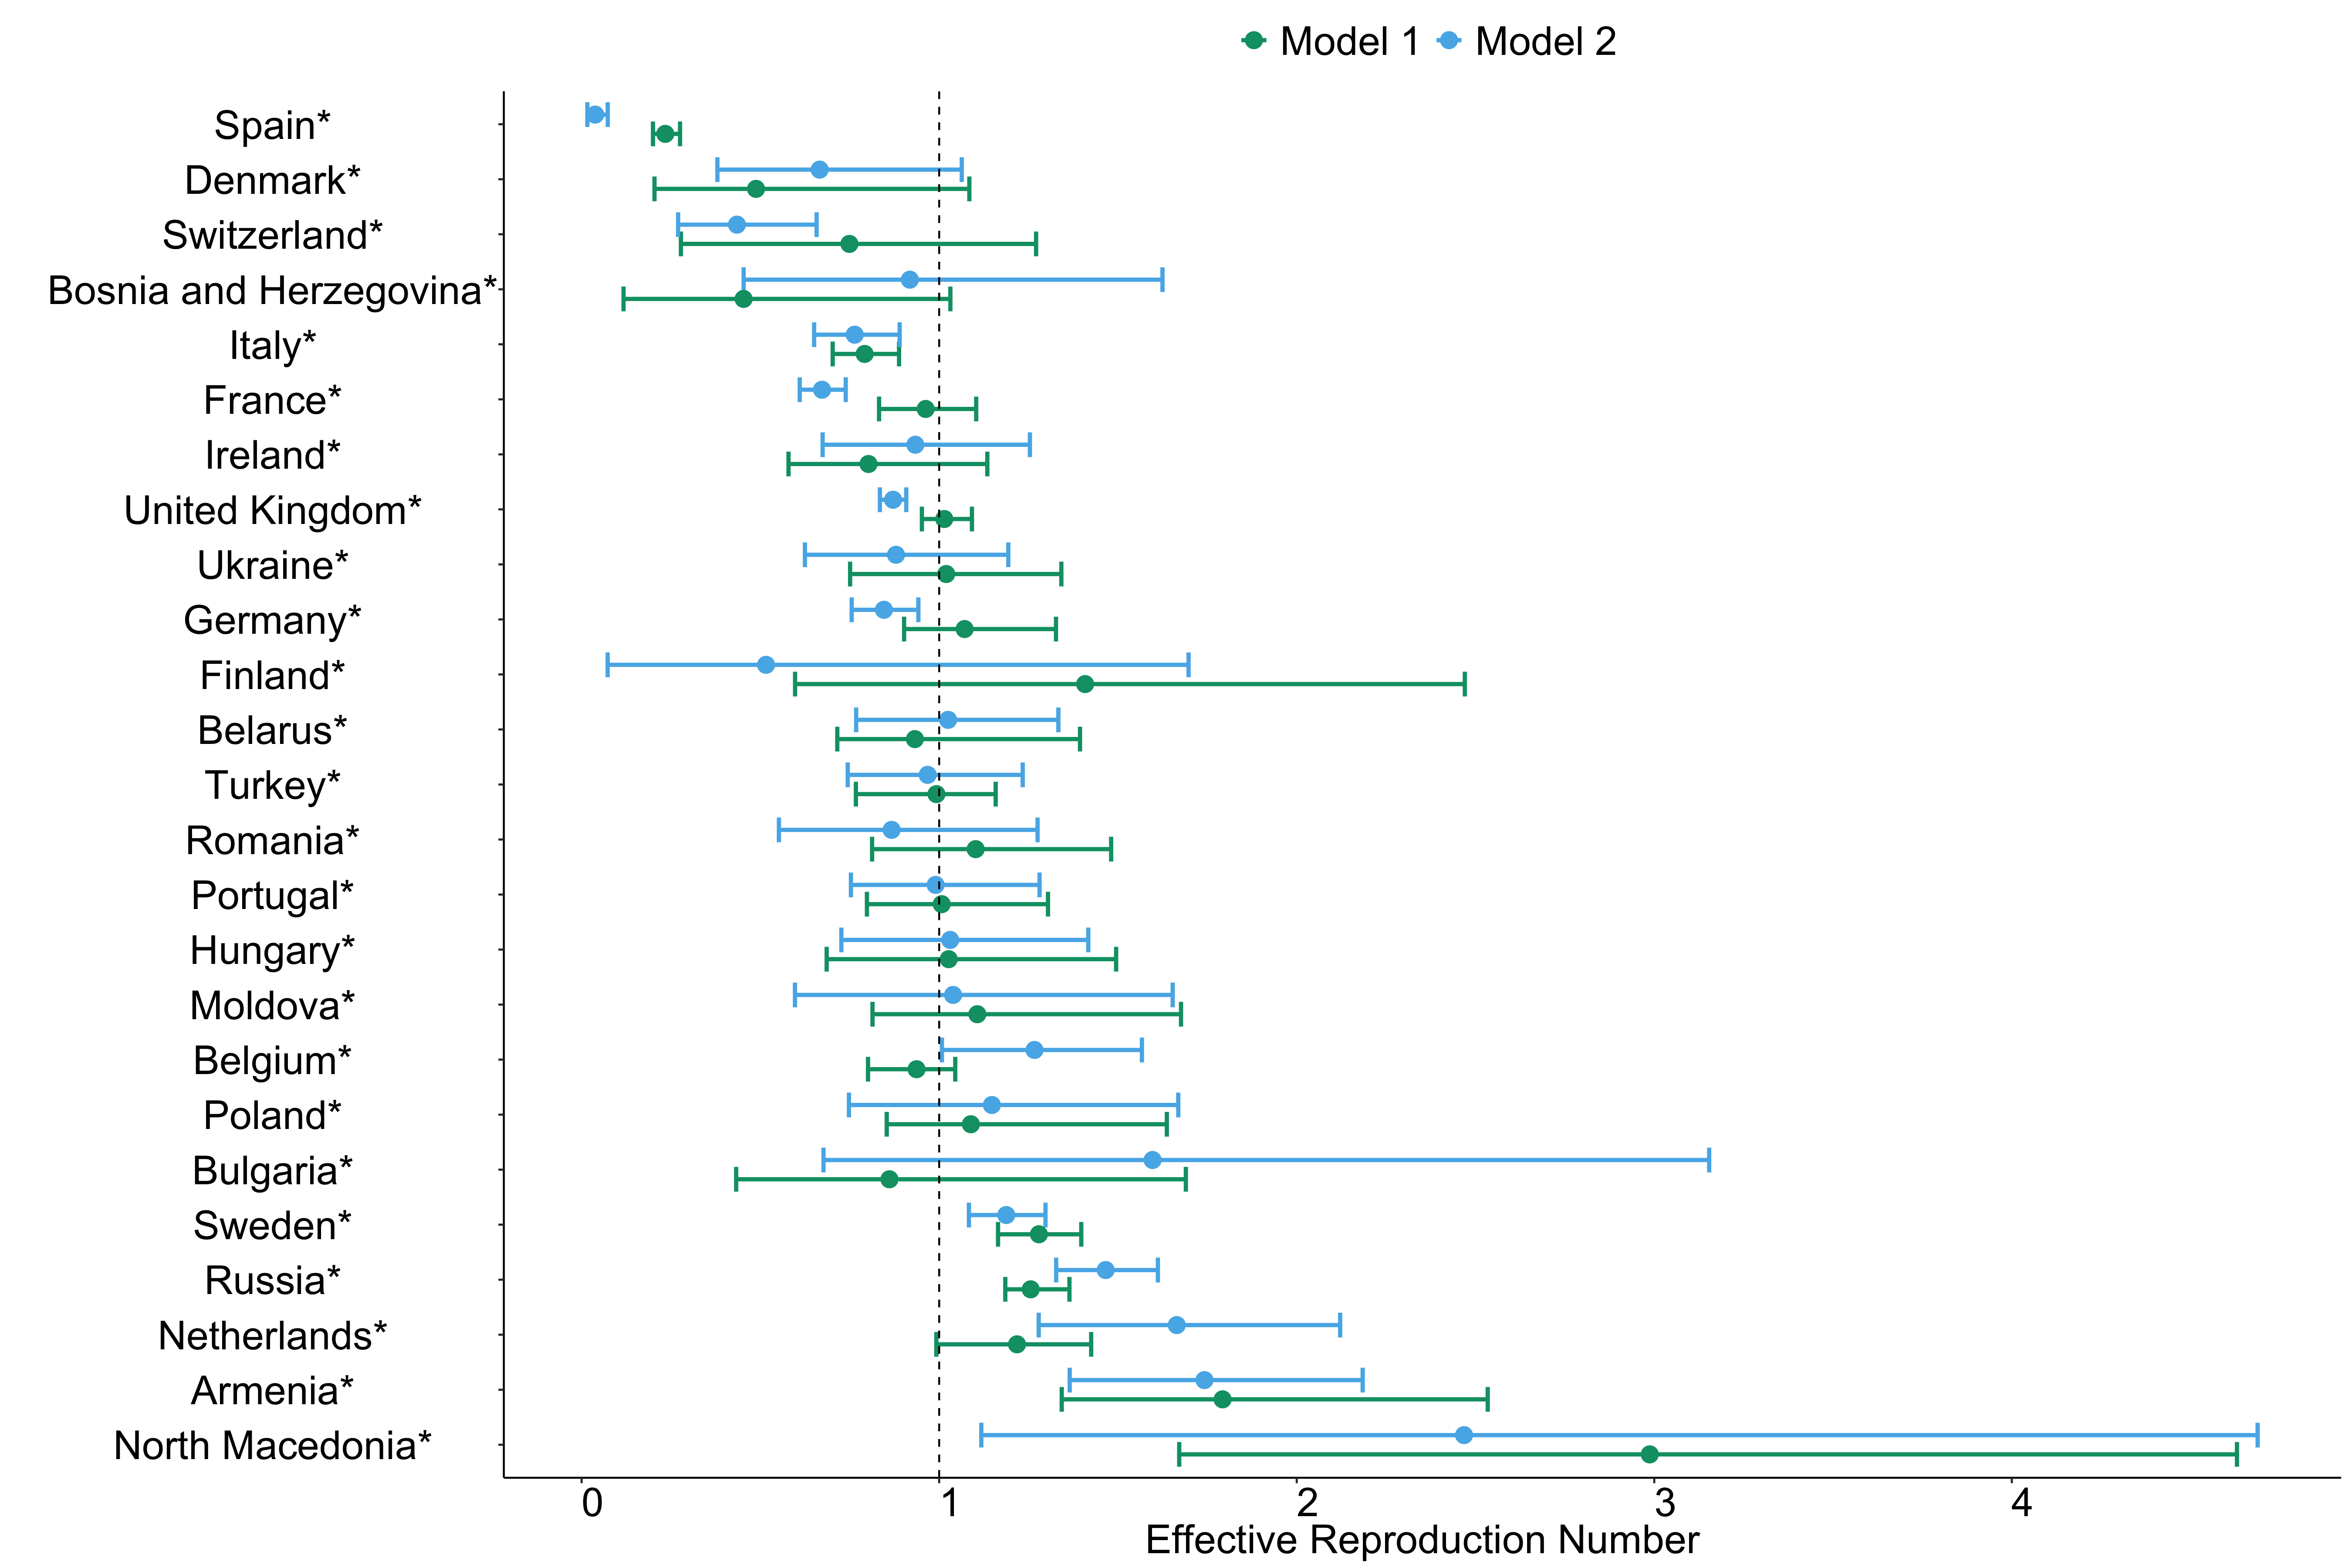 Model 1 Model 2
Spain*
Denmark*
Switzerland*
Bosnia and Herzegovina*
Italy*
France*
Ireland*
United Kingdom*
Ukraine*
Germany*
Finland*
Belarus*
Turkey*
Romania*
Portugal*
Hungary*
Moldova*
Belgium*
Poland*
Bulgaria*
Sweden*
Russia*
Netherlands*
Armenia*
North Macedonia*
0 1 2 3 4
Effective Reproduction Number